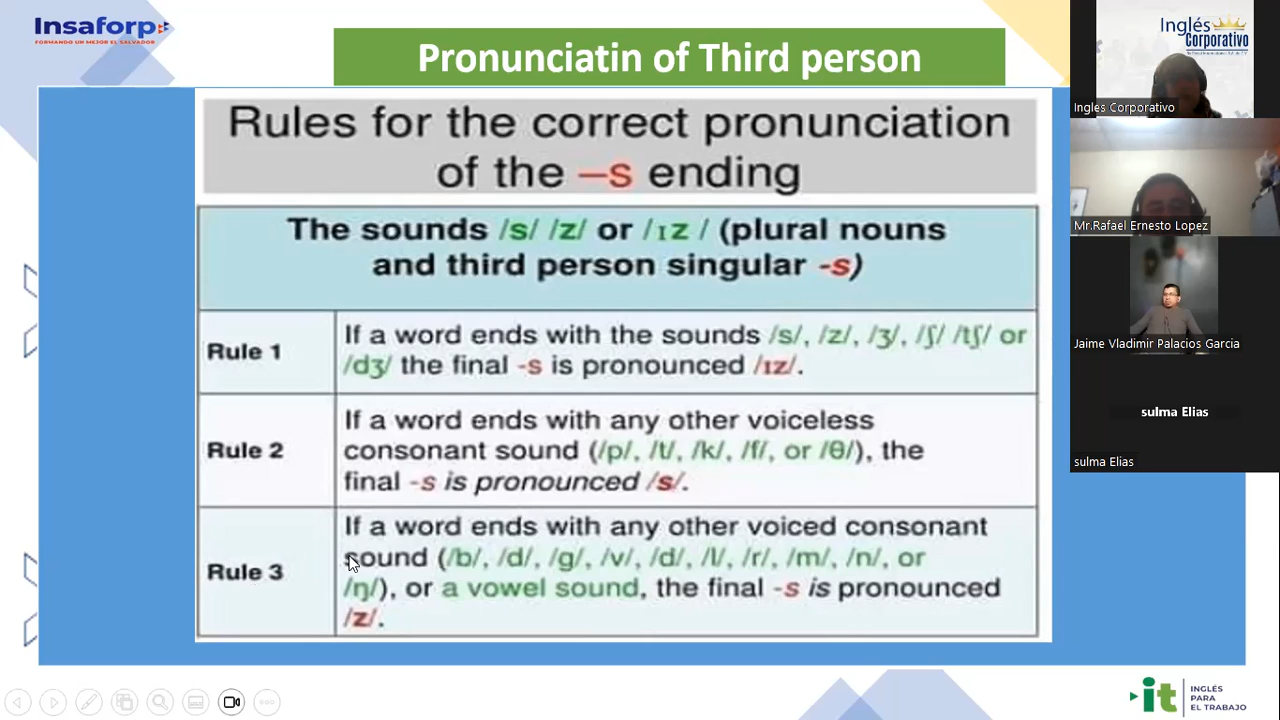 Insaforp
FORMANDO UN MEJOR EL SALVADOR
Pronunciatin of Third person
Rules for the correct pronunciation
of the –s ending
The sounds /s/ /z/ or /ɪz / (plural nouns
and third person singular -s)
Rule 1
If a word ends with the sounds /s/, /z/, /ʒ/, /ʃ/ /tʃ/ or
/dʒ/ the final -s is pronounced /ɪz/.
Rule 2
If a word ends with any other voiceless
consonant sound (/p/, /t/, /k/, /f/, or /θ/), the
final -s is pronounced /s/.
Rule 3
If a word ends with any other voiced consonant
sound (/b/, /d/, /g/, /v/, /d/, /l/, /r/, /m/, /n/, or
/ŋ/), or a vowel sound, the final -s is pronounced
/z/.
it
INGLÉS
PARA
EL TRABAJO
Inglés
Corporativo
Ingles Corporativo
Mr.Rafael Ernesto Lopez
Jaime Vladimir Palacios Garcia
sulma Elias
sulma Elias